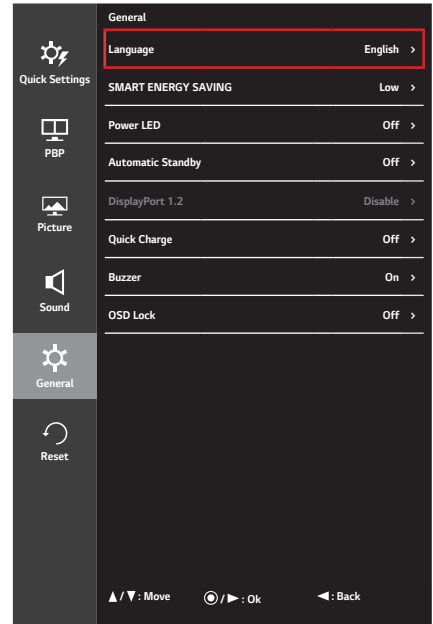 General
Quick Settings
PBP
Picture
Sound
General
Reset
Language English >
SMART ENERGY SAVING Low >
Power LED Off >
Automatic Standby Off >
DisplayPort 1.2 Disable >
Quick Charge Off >
Buzzer On >
OSD Lock Off >
▲/▼: Move ◉/►: Ok ◄: Back